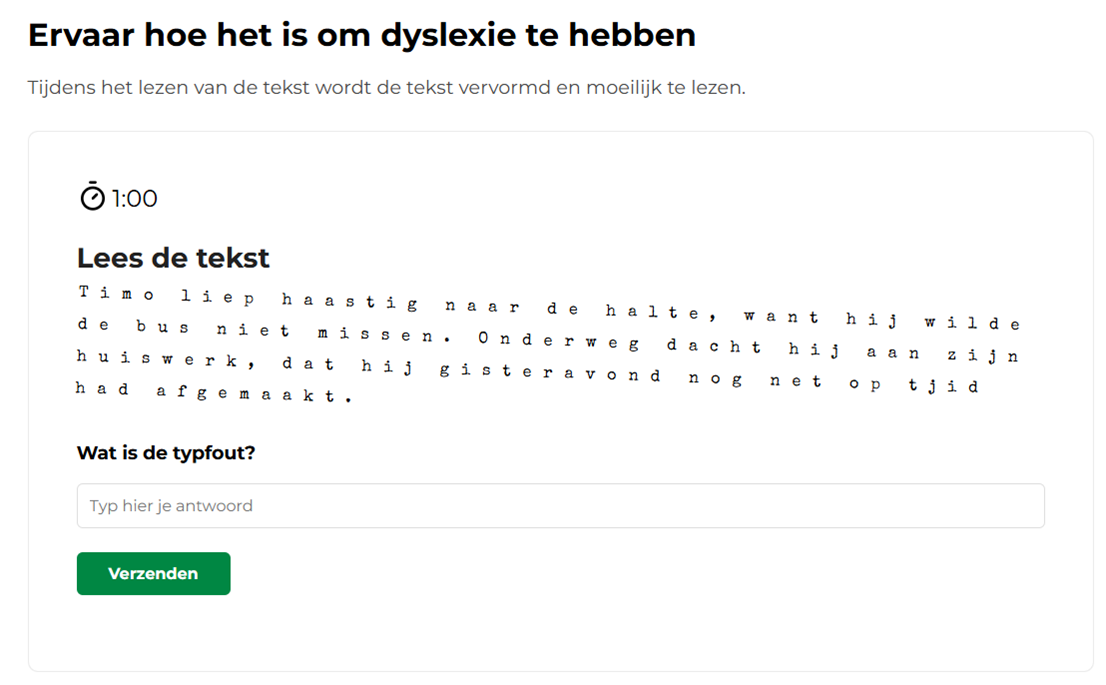 Ervaar hoe het is om dyslexie te hebben
Tijdens het lezen van de tekst wordt de tekst vervormd en moeilijk te lezen.
1:00
Lees de tekst
Timo liep haastig naar de halte, want hij wilde
de bus niet missen. Onderweg dacht hij aan zijn
huiswerk, dat hij gisteravond nog net op tjid
had afgemaakt.
Wat is de typfout?
Typ hier je antwoord
Verzenden